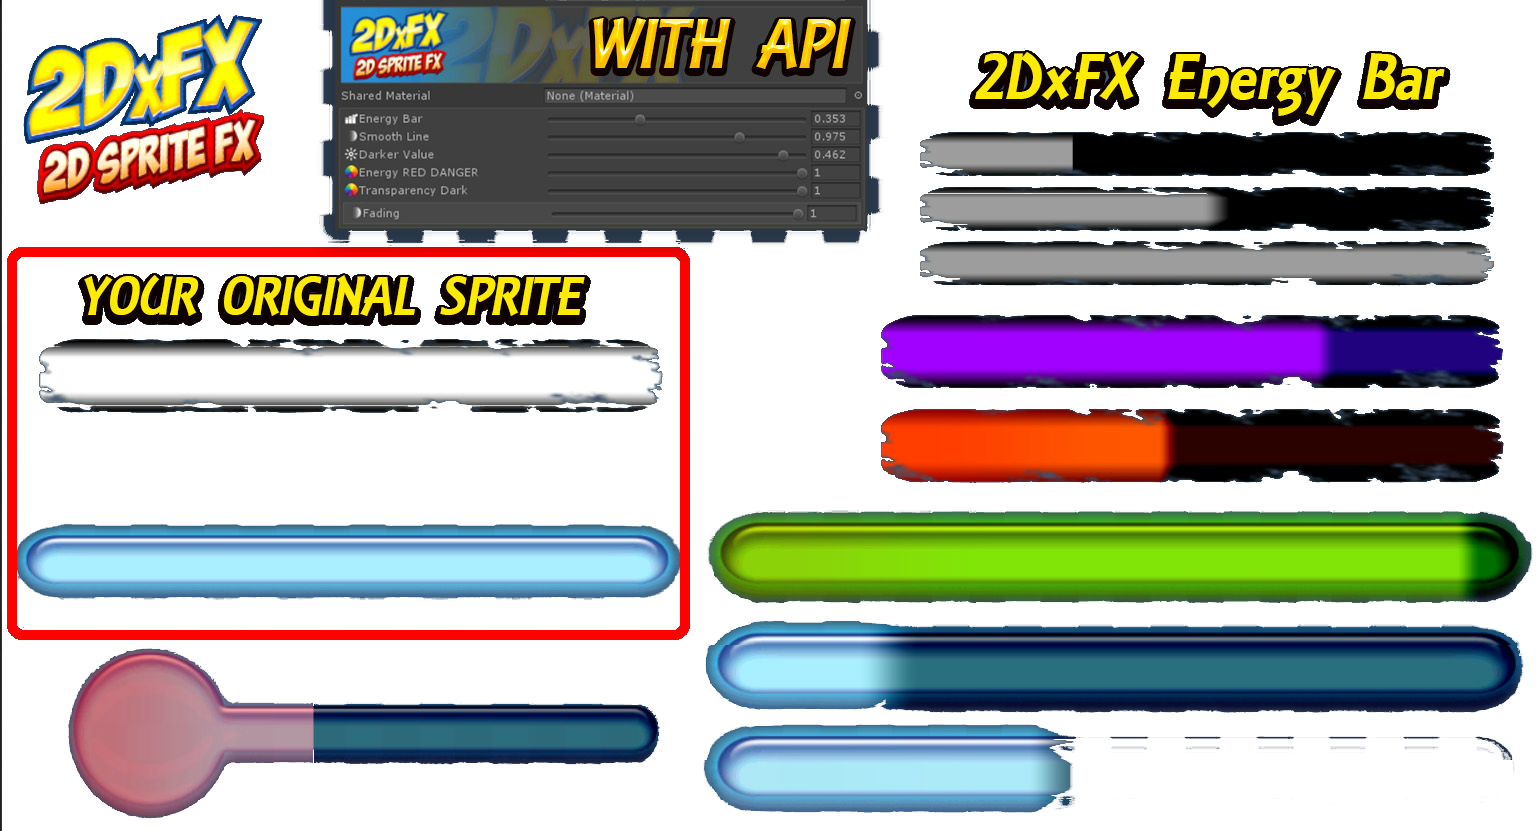 2DxFX
2D SPRITE FX
2DxFX
2D SPRITE FX
WITH API
Shared Material None (Material)
Energy Bar 0.353
Smooth Line 0.975
Darker Value 0.462
Energy RED DANGER 1
Transparency Dark 1
Fading 1
2DxFX Energy Bar
YOUR ORIGINAL SPRITE